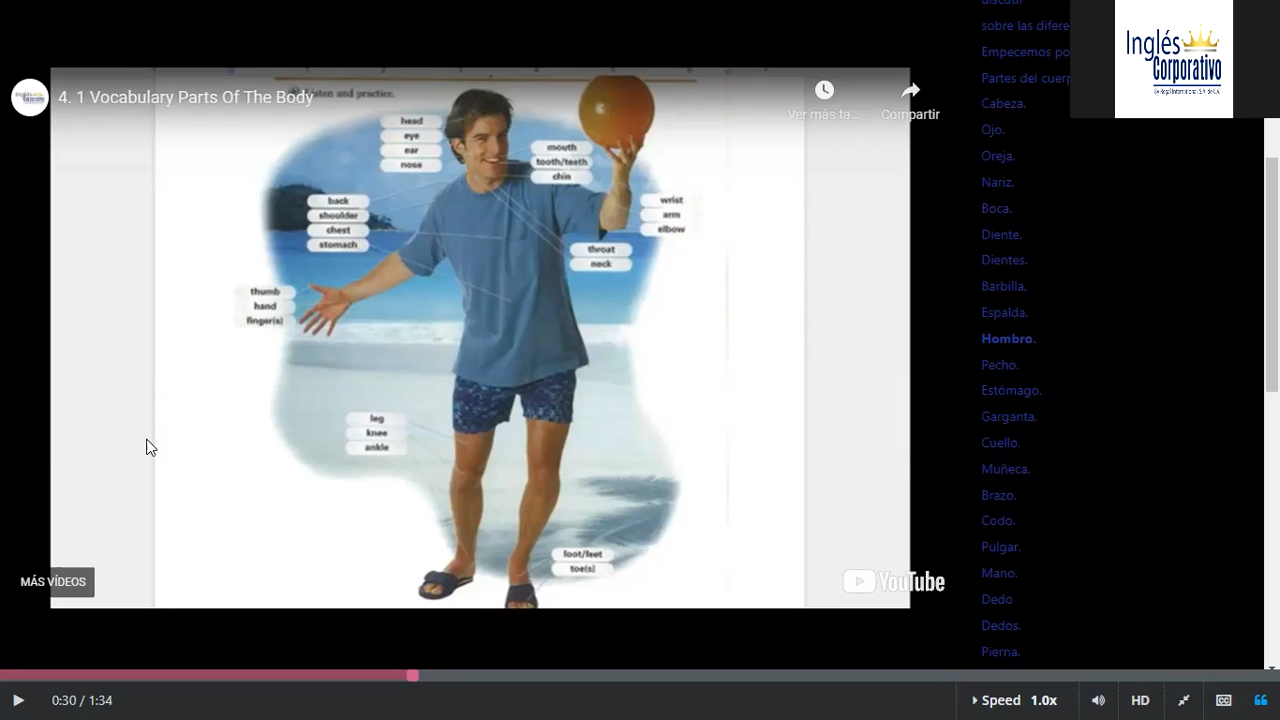 4. 1 Vocabulary Parts Of The Body
Listen and practice.
Ver más ta...
Compartir
head
eye
ear
nose
mouth
tooth/teeth
chin
back
shoulder
chest
stomach
wrist
arm
elbow
throat
neck
thumb
hand
finger(s)
leg
knee
ankle
foot/feet
toe(s)
MÁS VÍDEOS
YouTube
discutir
sobre las difere
Empecemos po
Partes del cuerp
Cabeza.
Ojo.
Oreja.
Nariz.
Boca.
Diente.
Dientes.
Barbilla.
Espalda.
Hombro.
Pecho.
Estómago.
Garganta.
Cuello.
Muñeca.
Brazo.
Codo.
Pulgar.
Mano.
Dedo
Dedos.
Pierna.
Inglés
Corporativo
0:30 / 1:34
Speed 1.0x
HD
CC